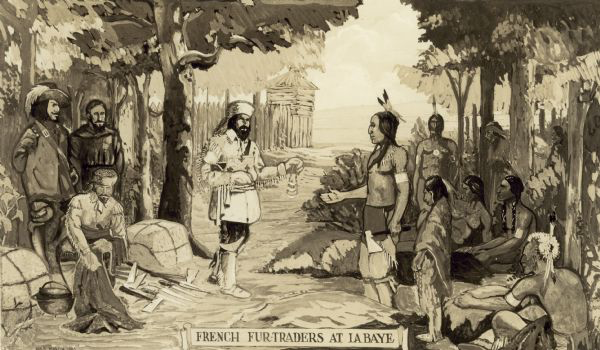 FRENCH FUR-TRADERS AT LA BAYE